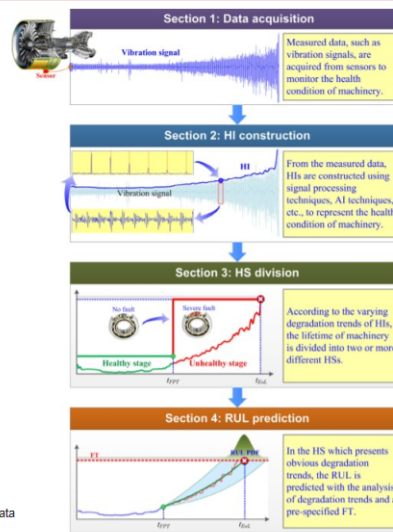 Section 1: Data acquisition
Sensor
Vibration signal
Measured data, such as
vibration signals, are
acquired from sensors to
monitor the health
condition of machinery.
Section 2: HI construction
HI
Vibration signal
From the measured data,
HIs are constructed using
signal processing
techniques, AI techniques,
etc., to represent the health
condition of machinery.
Section 3: HS division
No fault
Severe fault
Healthy stage
Unhealthy stage
tFPT
tEoL
According to the varying
degradation trends of HIs,
the lifetime of machinery
is divided into two or more
different HSs.
Section 4: RUL prediction
FT
RUL PDF
tFPT
tEoL
In the HS which presents
obvious degradation
trends, the RUL is
predicted with the analysis
of degradation trends and a
pre-specified FT.
ata